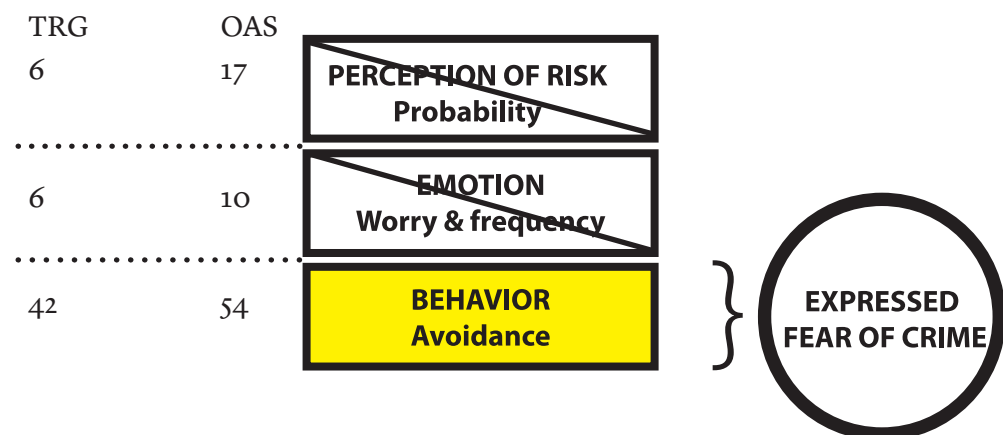 TRG OAS
6 17 PERCEPTION OF RISK
Probability
6 10 EMOTION
Worry & frequency
42 54 BEHAVIOR
Avoidance
} EXPRESSED
FEAR OF CRIME